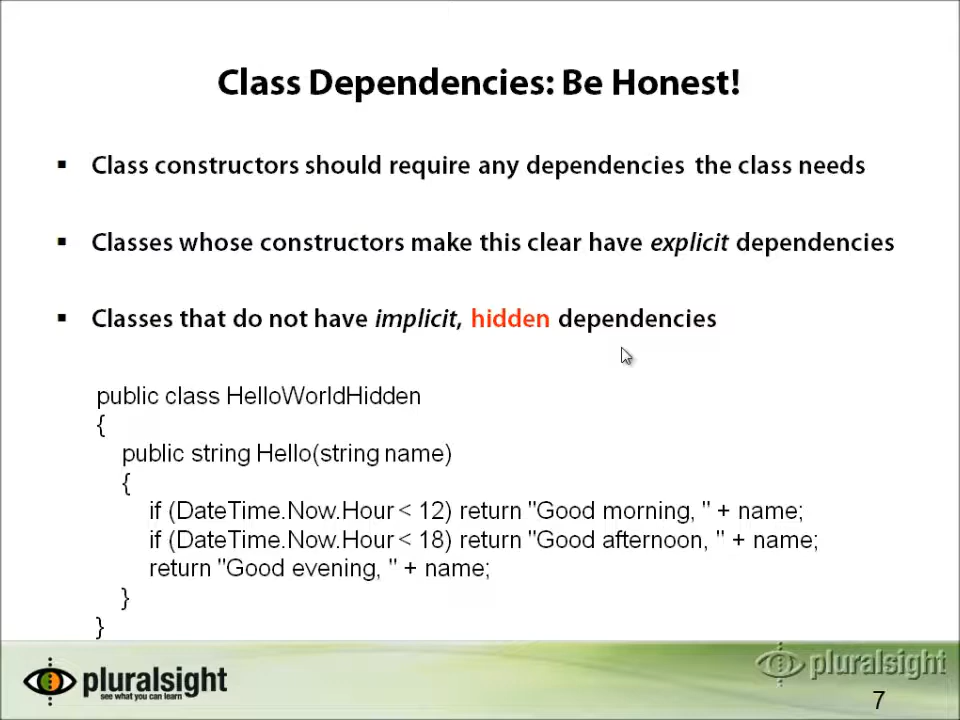 Class Dependencies: Be Honest!
▪ Class constructors should require any dependencies the class needs
▪ Classes whose constructors make this clear have explicit dependencies
▪ Classes that do not have implicit, hidden dependencies
public class HelloWorldHidden
{
public string Hello(string name)
{
if (DateTime.Now.Hour < 12) return "Good morning, " + name;
if (DateTime.Now.Hour < 18) return "Good afternoon, " + name;
return "Good evening, " + name;
}
}
pluralsight
see what you can learn
pluralsight
7